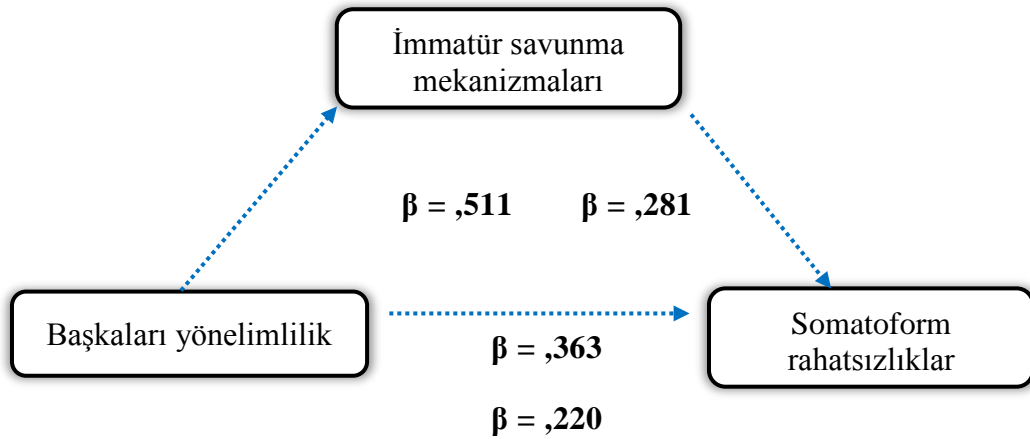 İmmatür savunma
mekanizmaları
β = ,511
β = ,281
Başkaları yönelimlilik
β = ,363
β = ,220
Somatoform
rahatsızlıklar